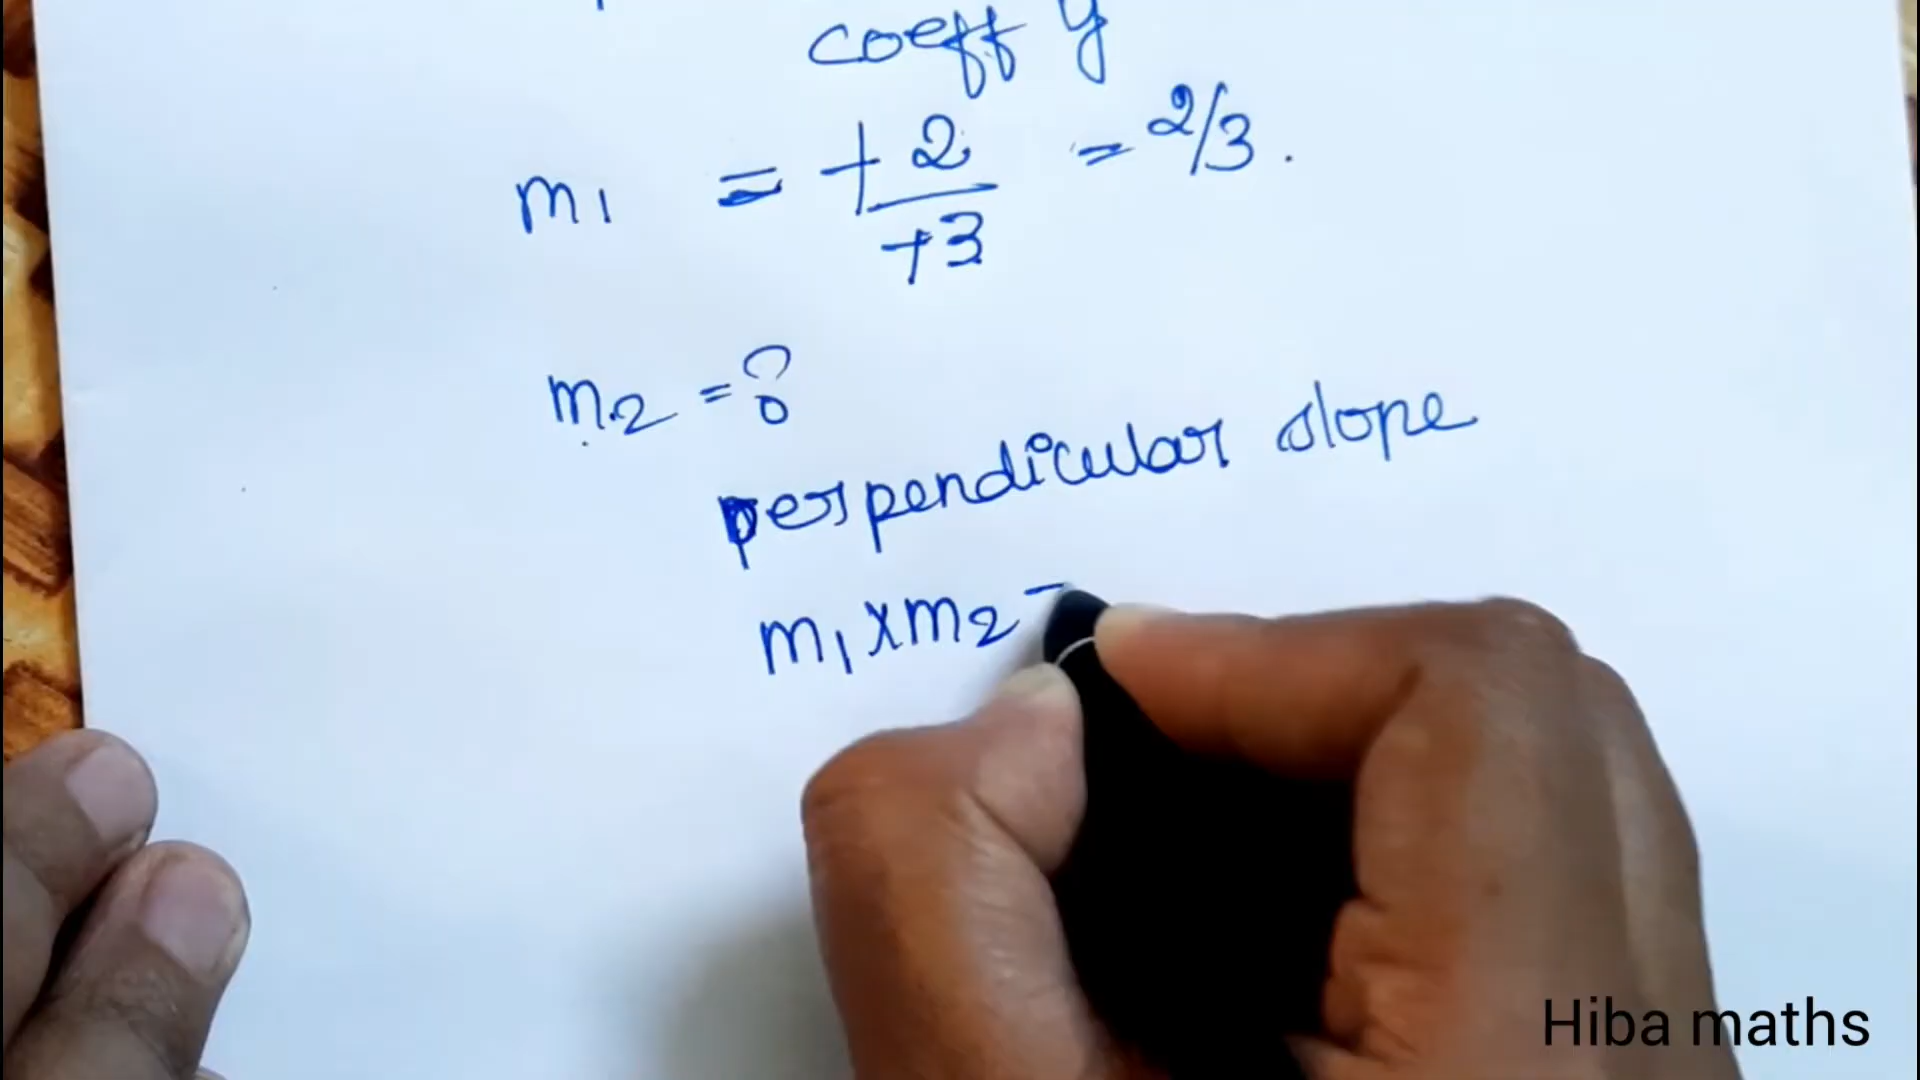 coeff y
m1 = +2/+3 = 2/3.
m2 = ?
perpendicular slope
m1 x m2 =
Hiba maths